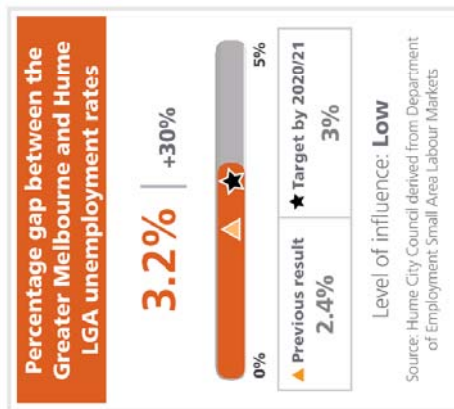 Percentage gap between the
Greater Melbourne and Hume
LGA unemployment rates
3.2% +30%
0% 5%
Previous result
2.4%
Target by 2020/21
3%
Level of influence: Low
Source: Hume City Council derived from Department
of Employment Small Area Labour Markets